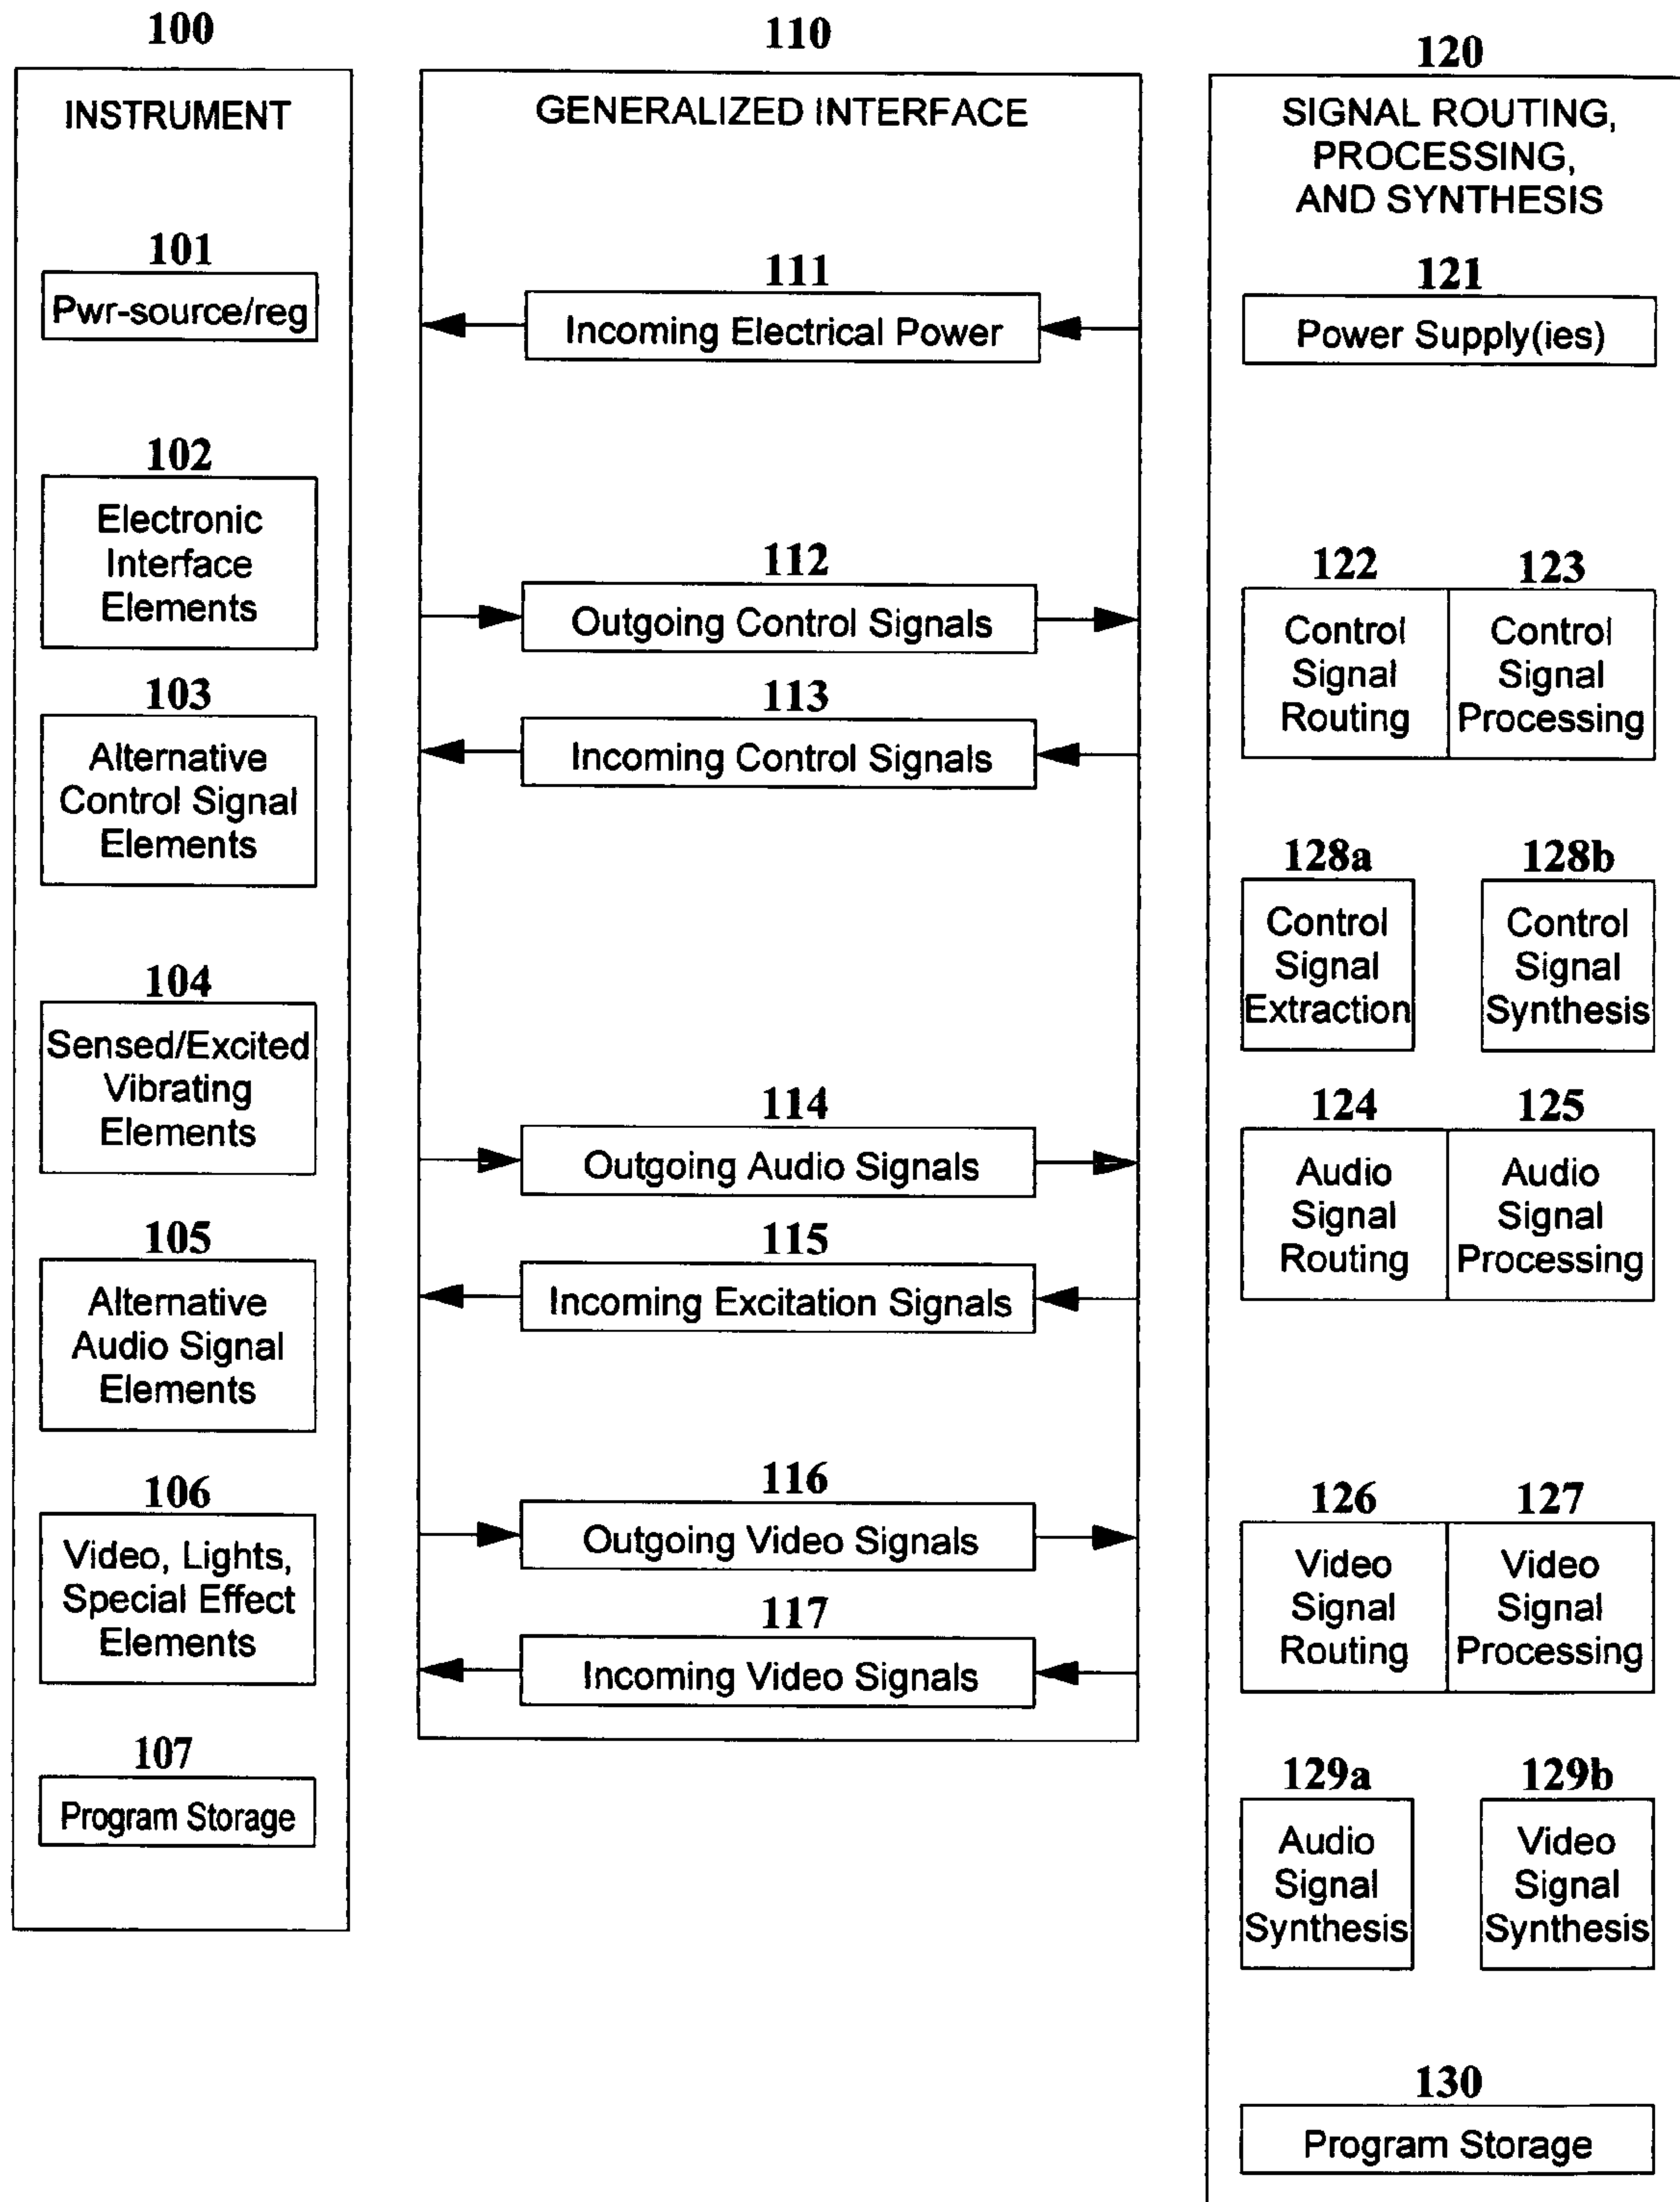 100
INSTRUMENT
101
Pwr-source/reg
102
Electronic
Interface
Elements
103
Alternative
Control Signal
Elements
104
Sensed/Excited
Vibrating
Elements
105
Alternative
Audio Signal
Elements
106
Video, Lights,
Special Effect
Elements
107
Program Storage
110
GENERALIZED INTERFACE
111
Incoming Electrical Power
112
Outgoing Control Signals
113
Incoming Control Signals
114
Outgoing Audio Signals
115
Incoming Excitation Signals
116
Outgoing Video Signals
117
Incoming Video Signals
120
SIGNAL ROUTING,
PROCESSING,
AND SYNTHESIS
121
Power Supply(ies)
122
Control
Signal
Routing
123
Control
Signal
Processing
128a
Control
Signal
Extraction
128b
Control
Signal
Synthesis
124
Audio
Signal
Routing
125
Audio
Signal
Processing
126
Video
Signal
Routing
127
Video
Signal
Processing
129a
Audio
Signal
Synthesis
129b
Video
Signal
Synthesis
130
Program Storage